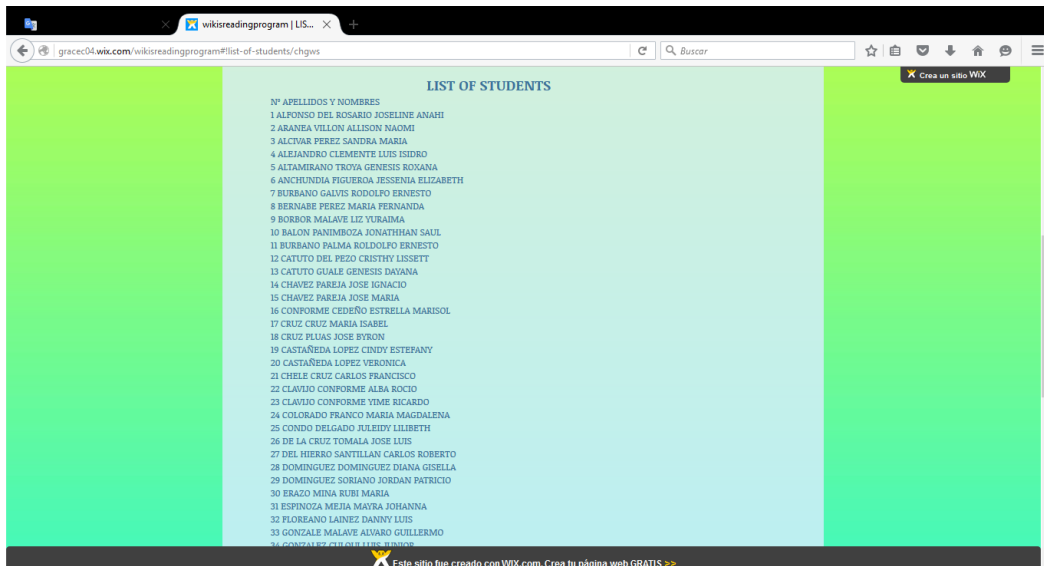 wikisreadingprogram | LIS...
gracec04.wix.com/wikisreadingprogram#!list-of-students/chgws
Buscar
Crea un sitio WiX
LIST OF STUDENTS
Nº APELLIDOS Y NOMBRES
1 ALFONSO DEL ROSARIO JOSELINE ANAHI
2 ARANEA VILLON ALLISON NAOMI
3 ALCIVAR PEREZ SANDRA MARIA
4 ALEJANDRO CLEMENTE LUIS ISIDRO
5 ALTAMIRANO TROYA GENESIS ROXANA
6 ANCHUNDIA FIGUEROA JESSENIA ELIZABETH
7 BURBANO GALVIS RODOLFO ERNESTO
8 BERNABE PEREZ MARIA FERNANDA
9 BORBOR MALAVE LIZ YURAIMA
10 BALON PANIMBOZA JONATHHAN SAUL
11 BURBANO PALMA ROLDOLFO ERNESTO
12 CATUTO DEL PEZO CRISTHY LISSETT
13 CATUTO GUALE GENESIS DAYANA
14 CHAVEZ PAREJA JOSE IGNACIO
15 CHAVEZ PAREJA JOSE MARIA
16 CONFORME CEDEÑO ESTRELLA MARISOL
17 CRUZ CRUZ MARIA ISABEL
18 CRUZ PLUAS JOSE BYRON
19 CASTAÑEDA LOPEZ CINDY ESTEFANY
20 CASTAÑEDA LOPEZ VERONICA
21 CHELE CRUZ CARLOS FRANCISCO
22 CLAVIJO CONFORME ALBA ROCIO
23 CLAVIJO CONFORME YIME RICARDO
24 COLORADO FRANCO MARIA MAGDALENA
25 CONDO DELGADO JULEIDY LILIBETH
26 DE LA CRUZ TOMALA JOSE LUIS
27 DEL HIERRO SANTILLAN CARLOS ROBERTO
28 DOMINGUEZ DOMINGUEZ DIANA GISELLA
29 DOMINGUEZ SORIANO JORDAN PATRICIO
30 ERAZO MINA RUBI MARIA
31 ESPINOZA MEJIA MAYRA JOHANNA
32 FLOREANO LAINEZ DANNY LUIS
33 GONZALE MALAVE ALVARO GUILLERMO
34 GONZALEZ LUIS JUNIOR
Este sitio fue creado con WIX.com. Crea tu página web GRATIS >>